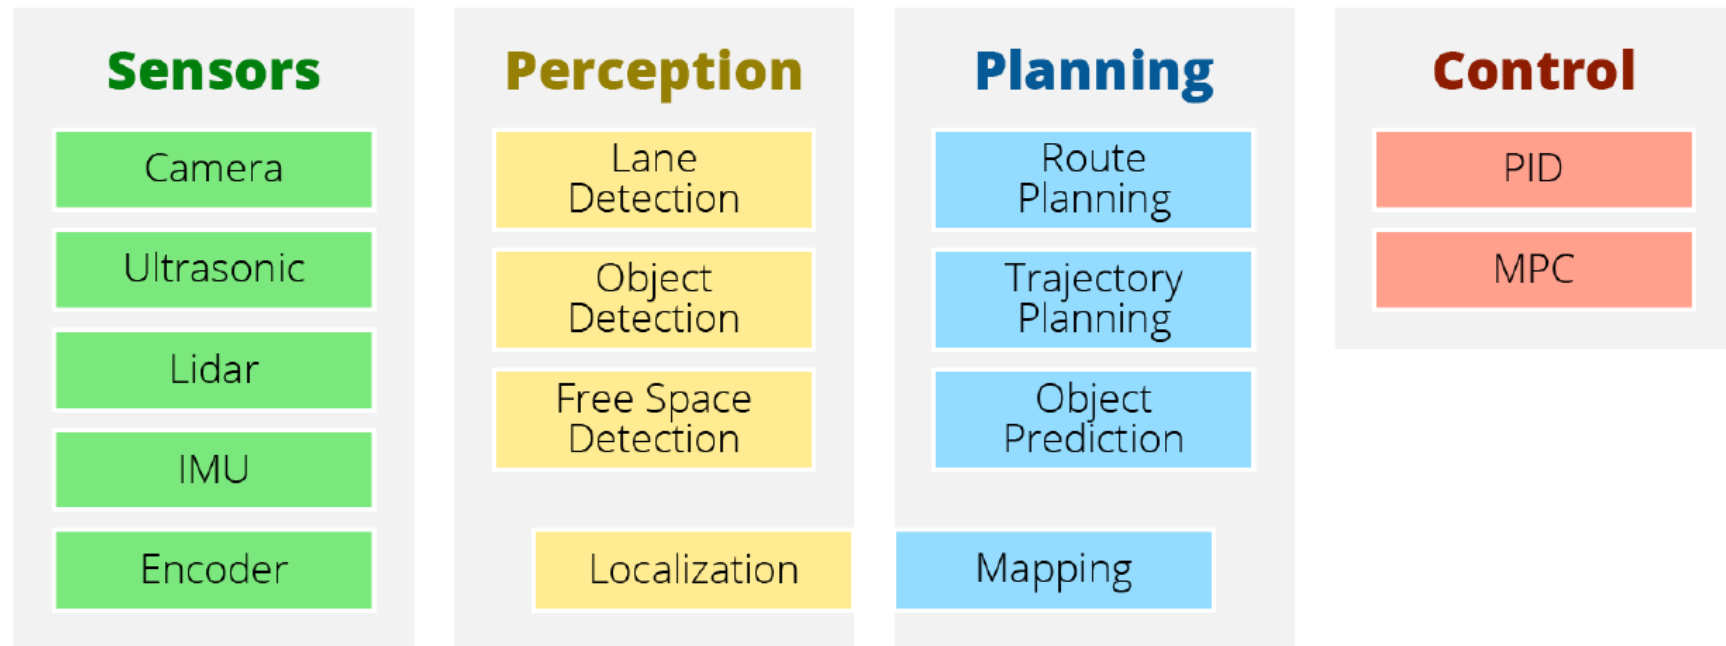 Sensors
Camera
Ultrasonic
Lidar
IMU
Encoder
Perception
Lane
Detection
Object
Detection
Free Space
Detection
Localization
Planning
Route
Planning
Trajectory
Planning
Object
Prediction
Mapping
Control
PID
MPC